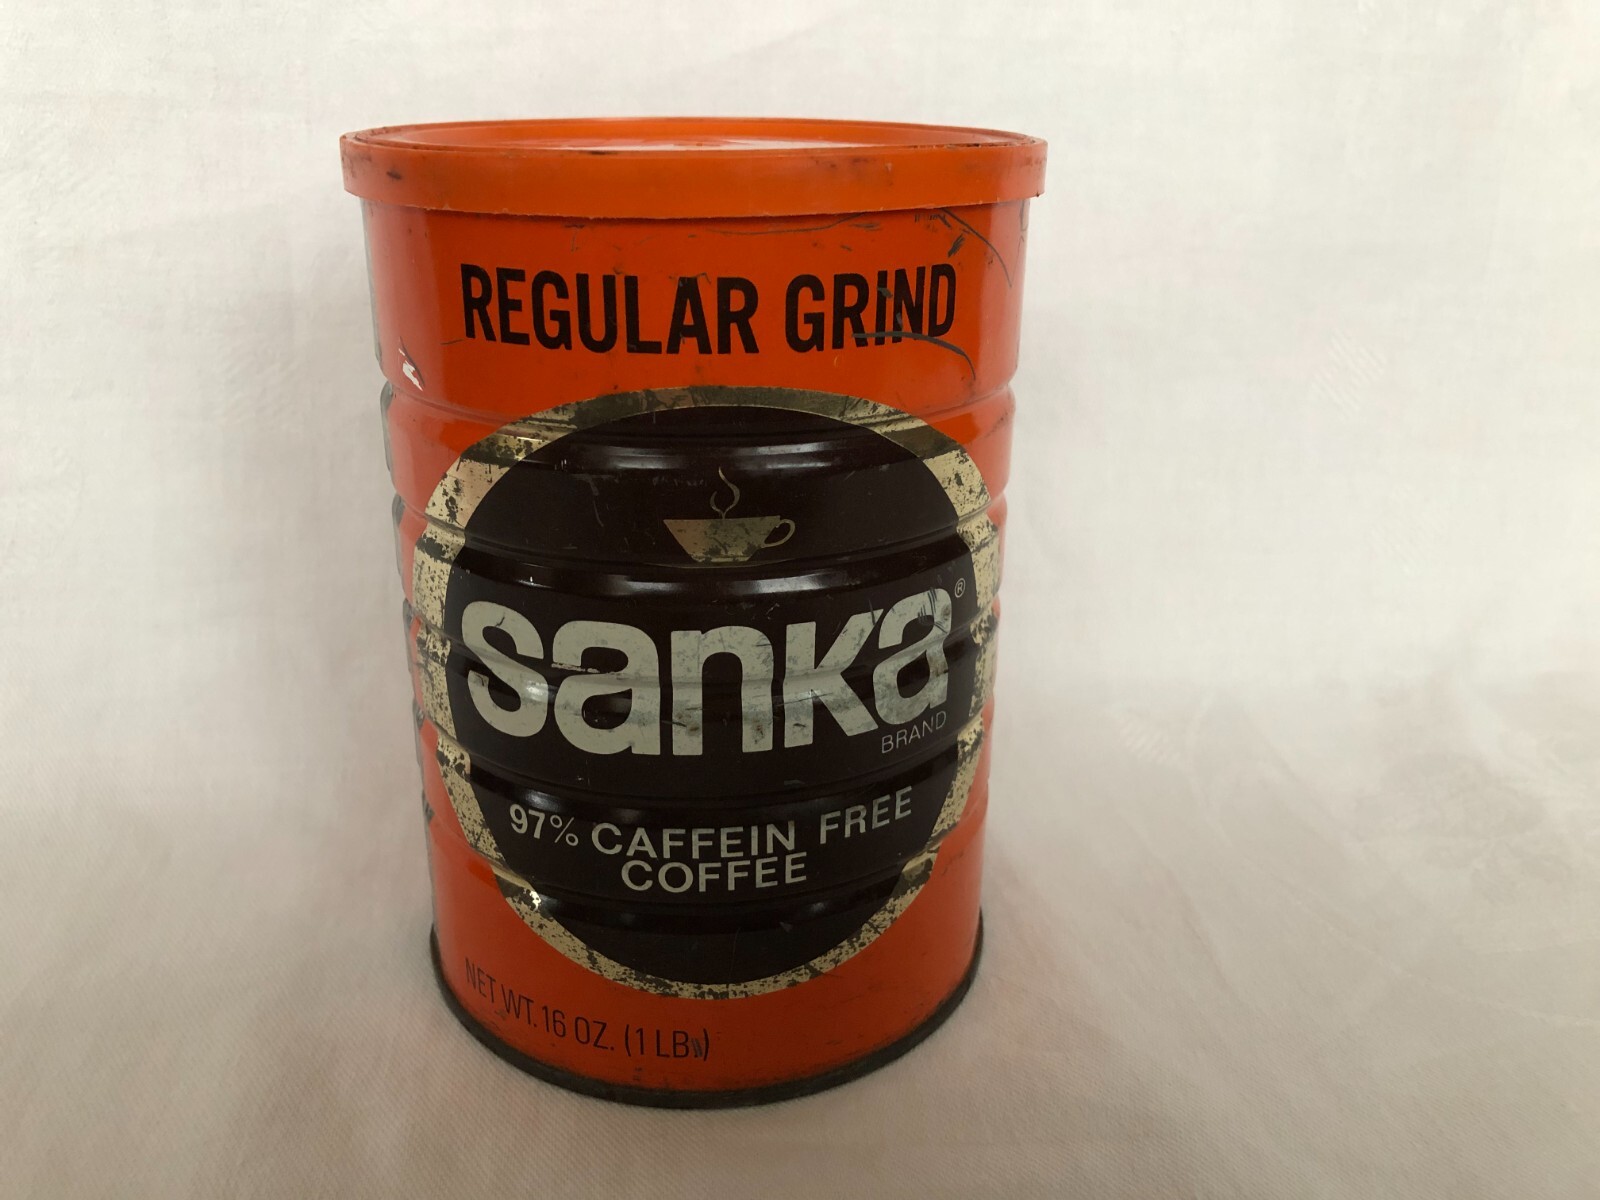 REGULAR GRIND
sanka®
BRAND
97% CAFFEIN FREE
COFFEE
NET WT. 16 OZ. (1 LB.)